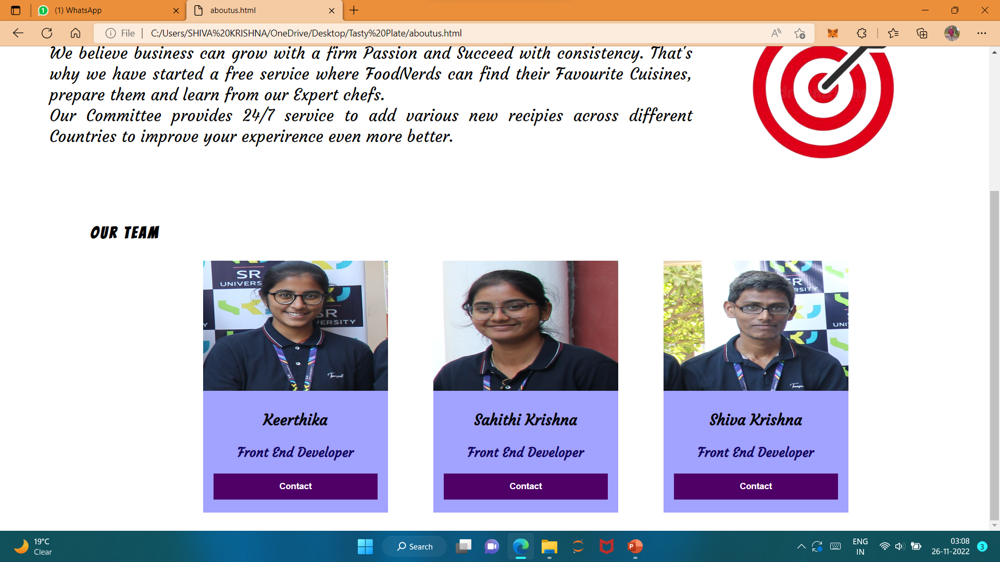 (1) WhatsApp
aboutus.html
File
C:/Users/SHIVA%20KRISHNA/OneDrive/Desktop/Tasty%20Plate/aboutus.html
We believe business can grow with a firm Passion and Succeed with consistency. That's
why we have started a free service where FoodNerds can find their Favourite Cuisines,
prepare them and learn from our Expert chefs.
Our Committee provides 24/7 service to add various new recipies across different
Countries to improve your experirence even more better.
OUR TEAM
SR
UNIVERS
SR
VERSITY
SR
UNIVERSITY
R
RSITY
UNI
Keerthika
Sahithi Krishna
Shiva Krishna
Front End Developer
Front End Developer
Front End Developer
Contact
Contact
Contact
19°C
Clear
Search
ENG
IN
03:08
26-11-2022
3